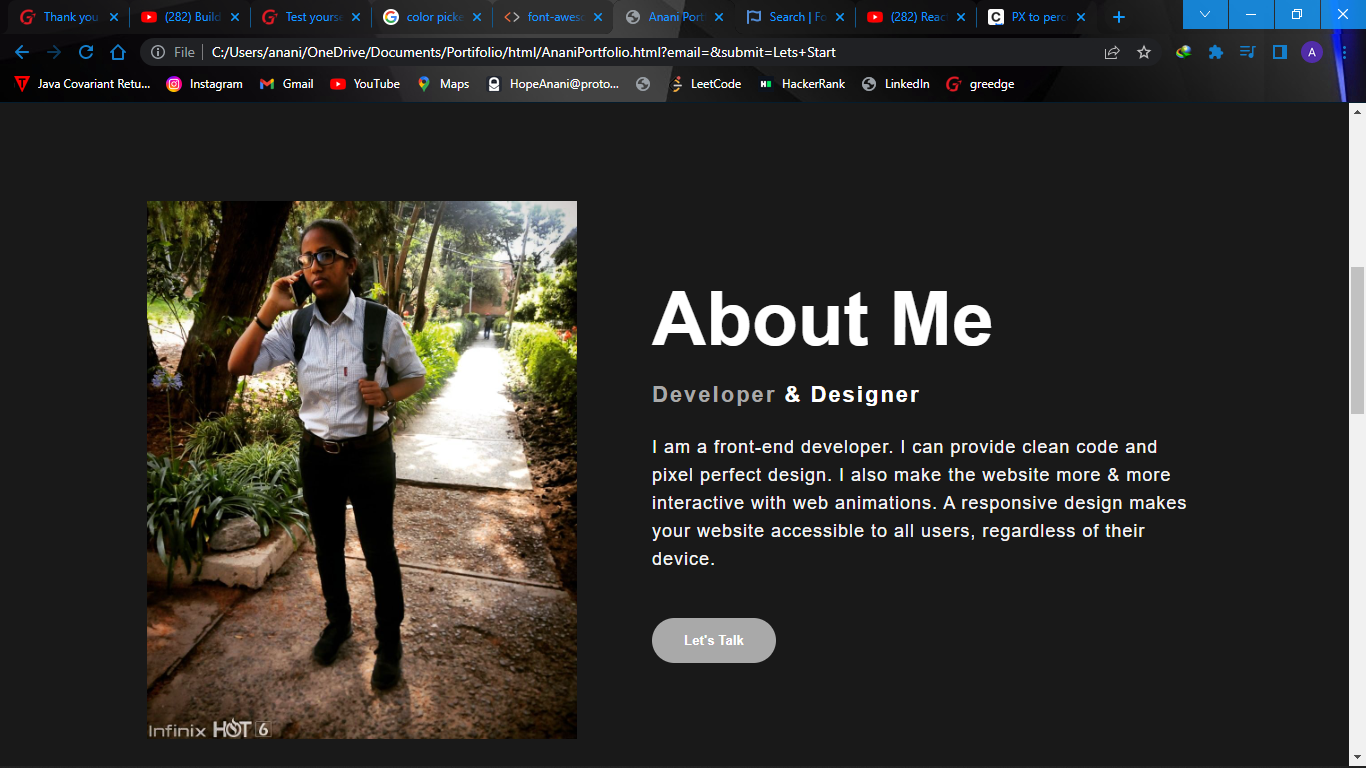 Thank you
(282) Build
Test yourse
color picke
font-aweso
Anani Port
Search | Fo
(282) Reac
PX to perc
File
C:/Users/anani/OneDrive/Documents/Portifolio/html/AnaniPortfolio.html?email=&submit=Lets+Start
A
Java Covariant Retu...
Instagram
Gmail
YouTube
Maps
HopeAnani@proto...
LeetCode
HackerRank
LinkedIn
greedge
About Me
Developer & Designer
I am a front-end developer. I can provide clean code and
pixel perfect design. I also make the website more & more
interactive with web animations. A responsive design makes
your website accessible to all users, regardless of their
device.
Let's Talk
Infinix HOT 6